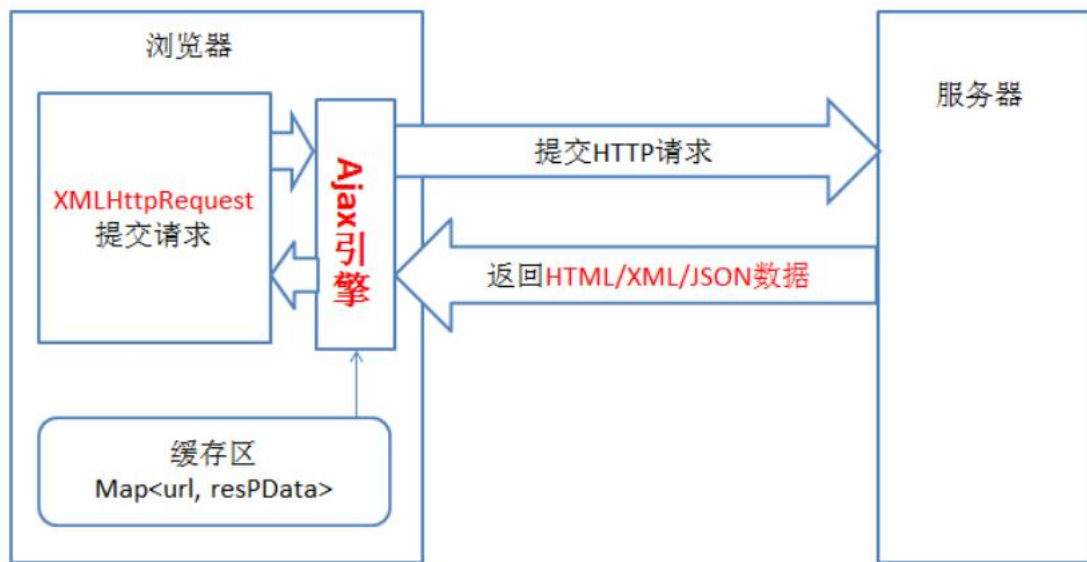 浏览器
服务器
XMLHttpRequest
提交请求
Ajax引擎
提交HTTP请求
返回HTML/XML/JSON数据
缓存区
Map<url, resPData>